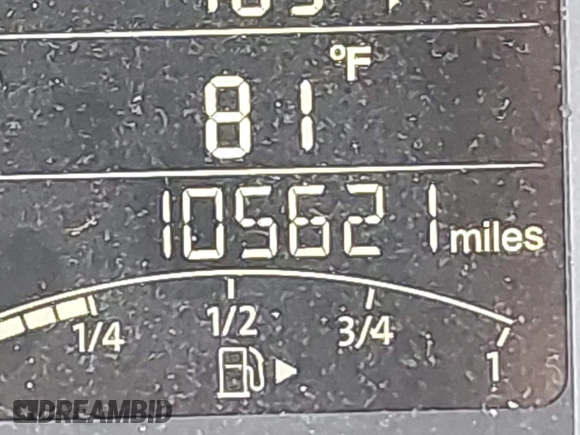 81 °F
105621 miles
1/4 1/2 3/4 1
DREAMBID